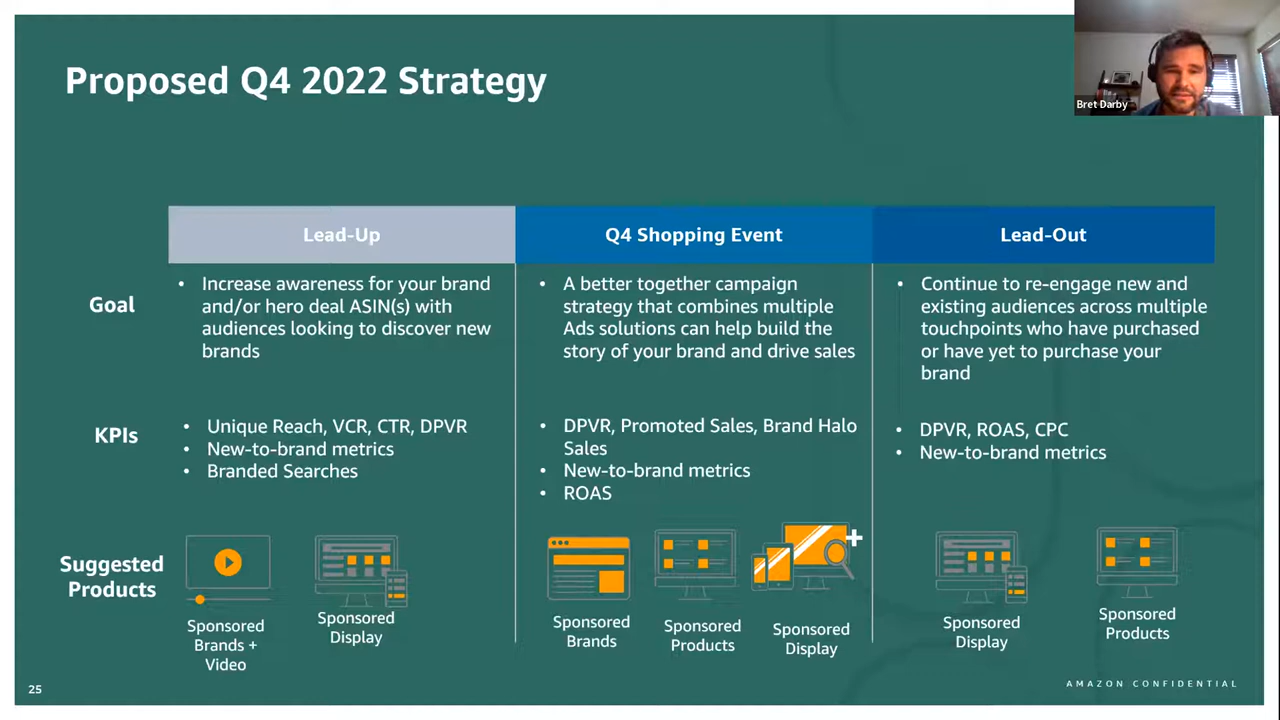 Proposed Q4 2022 Strategy
Bret Darby
Lead-Up
Q4 Shopping Event
Lead-Out
Goal
• Increase awareness for your brand
and/or hero deal ASIN(s) with
audiences looking to discover new
brands
• A better together campaign
strategy that combines multiple
Ads solutions can help build the
story of your brand and drive sales
• Continue to re-engage new and
existing audiences across multiple
touchpoints who have purchased
or have yet to purchase your
brand
KPIs
• Unique Reach, VCR, CTR, DPVR
• New-to-brand metrics
• Branded Searches
• DPVR, Promoted Sales, Brand Halo
Sales
• New-to-brand metrics
• ROAS
• DPVR, ROAS, CPC
• New-to-brand metrics
Suggested
Products
Sponsored
Brands +
Video
Sponsored
Display
Sponsored
Brands
Sponsored
Products
Sponsored
Display
Sponsored
Display
Sponsored
Products
25
AMAZON CONFIDENTIAL